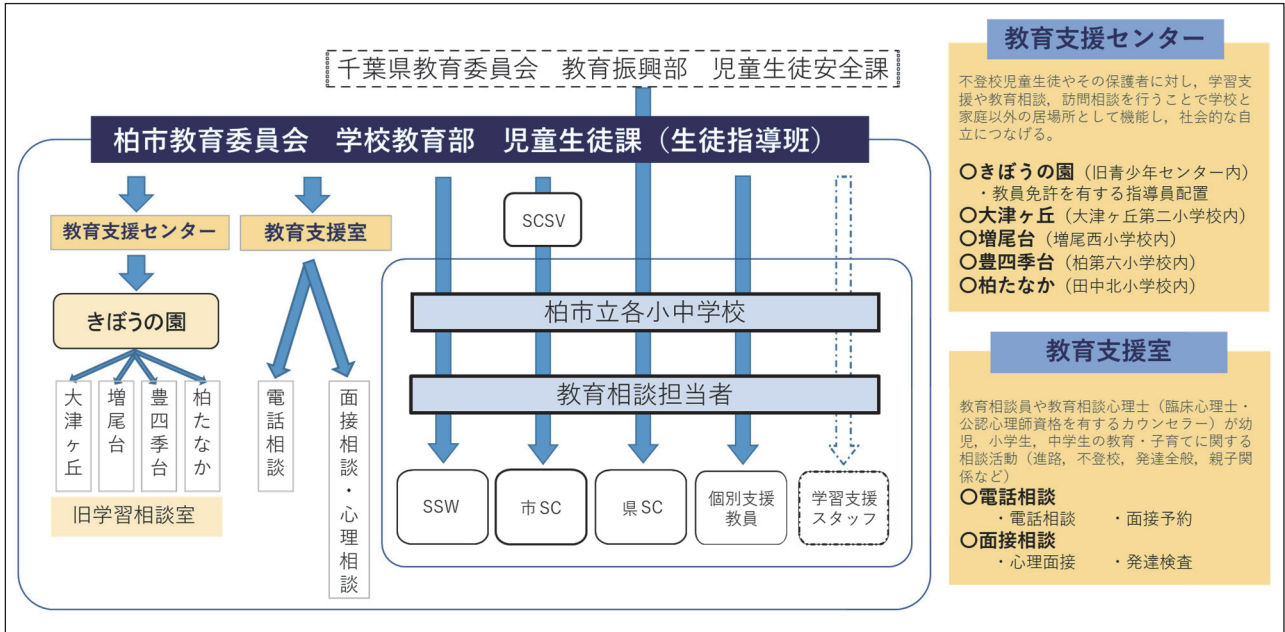 千葉県教育委員会　教育振興部　児童生徒安全課
柏市教育委員会　学校教育部　児童生徒課（生徒指導班）
教育支援センター
教育支援室
SCSV
きぼうの園
大津ヶ丘
増尾台
豊四季台
柏たなか
旧学習相談室
電話相談
面接相談・心理相談
柏市立各小中学校
教育相談担当者
SSW
市SC
県SC
個別支援
教員
学習支援
スタッフ
教育支援センター
不登校児童生徒やその保護者に対し，学習支
援や教育相談，訪問相談を行うことで学校と
家庭以外の居場所として機能し，社会的な自
立につなげる。
〇きぼうの園（旧青少年センター内）
・教員免許を有する指導員配置
〇大津ヶ丘（大津ヶ丘第二小学校内）
〇増尾台（増尾西小学校内）
〇豊四季台（柏第六小学校内）
〇柏たなか（田中北小学校内）
教育支援室
教育相談員や教育相談心理士（臨床心理士・
公認心理師資格を有するカウンセラー）が幼
児，小学生，中学生の教育・子育てに関する
相談活動（進路，不登校，発達全般，親子関
係など）
〇電話相談
・電話相談　・面接予約
〇面接相談
・心理面接　・発達検査